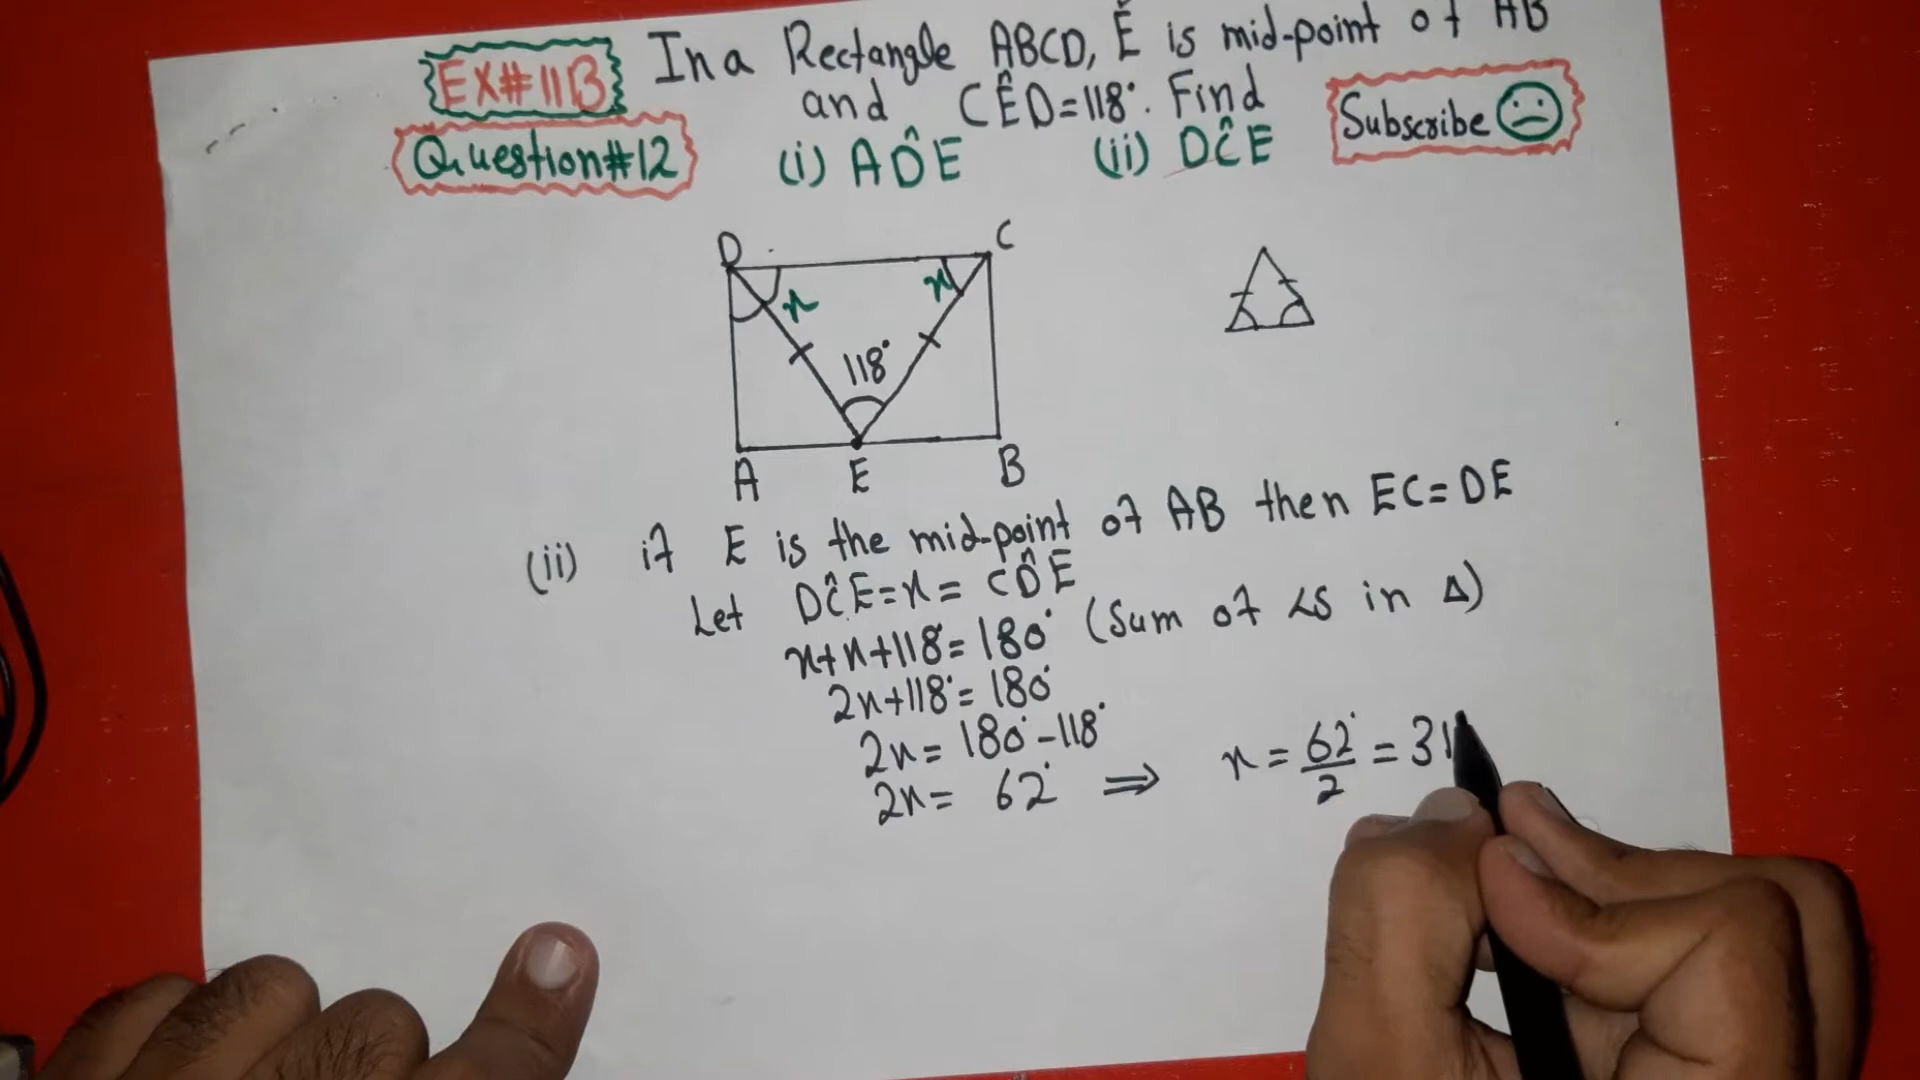 EX#11B
Question#12
In a Rectangle ABCD, E is mid-point of AB
and CÊD=118°. Find
(i) AD̂E (ii) DĈE
Subscribe
D
C
x
x
118°
A
E
B
(ii) if E is the mid-point of AB then EC=DE
Let DĈE=x= CD̂E
x+x+118°=180° (Sum of ∠s in Δ)
2x+118°=180°
2x= 180°-118°
2x= 62° ⇒ x = 62°/2 = 31